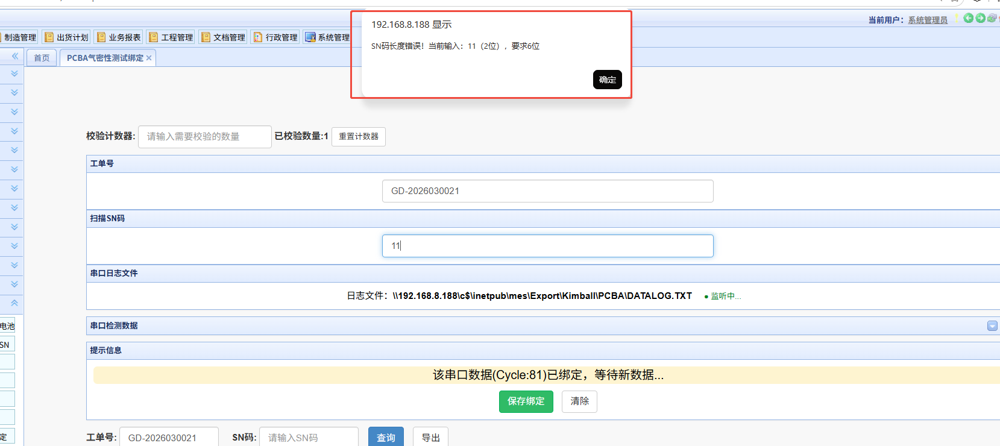 192.168.8.188 显示
SN码长度错误！当前输入：11（2位），要求6位
确定
当前用户：系统管理员
制造管理 出货计划 业务报表 工程管理 文档管理 行政管理 系统管理
首页 PCBA气密性测试绑定
校验计数器: 请输入需要校验的数量 已校验数量:1 重置计数器
工单号
GD-2026030021
扫描SN码
11
串口日志文件
日志文件：\\192.168.8.188\c$\inetpub\mes\Export\Kimball\PCBA\DATALOG.TXT ● 监听中...
串口检测数据
电池
SN
提示信息
该串口数据(Cycle:81)已绑定，等待新数据...
保存绑定 清除
定
工单号: GD-2026030021 SN码: 请输入SN码 查询 导出